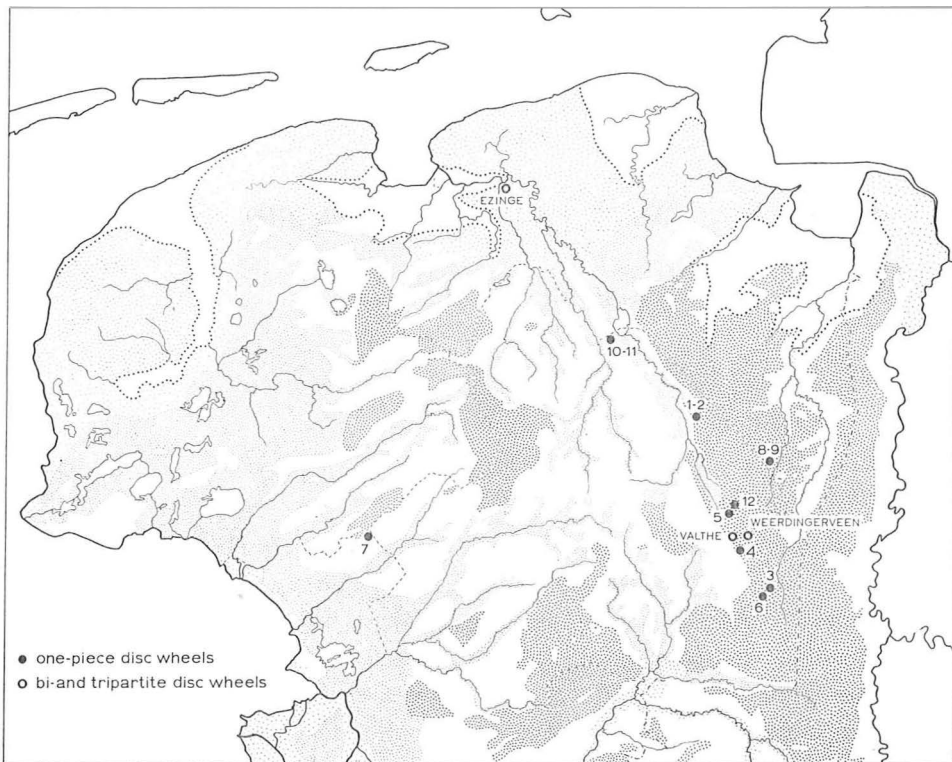 EZINGE
10-11
1-2
8-9
12
5
WEERDINGERVEEN
VALTHE
4
7
3
6
one-piece disc wheels
bi-and tripartite disc wheels